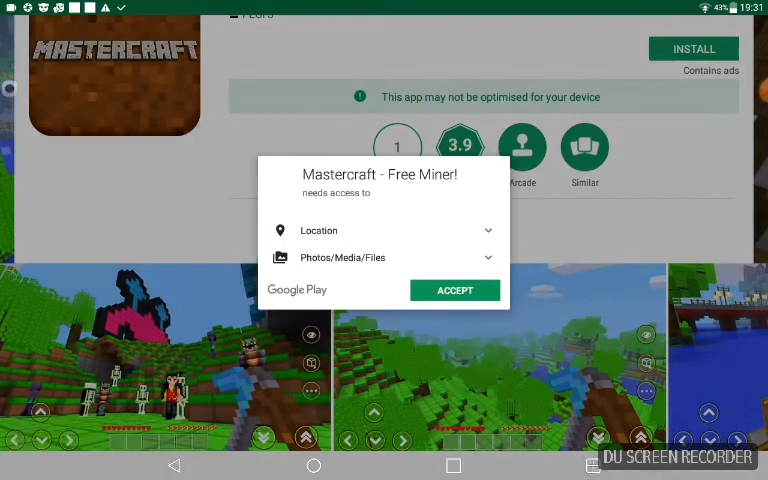 43% 19:31
MASTERCRAFT
INSTALL
Contains ads
This app may not be optimised for your device
1
3.9
Arcade
Similar
Mastercraft - Free Miner!
needs access to
Location
Photos/Media/Files
Google Play
ACCEPT
DU SCREEN RECORDER